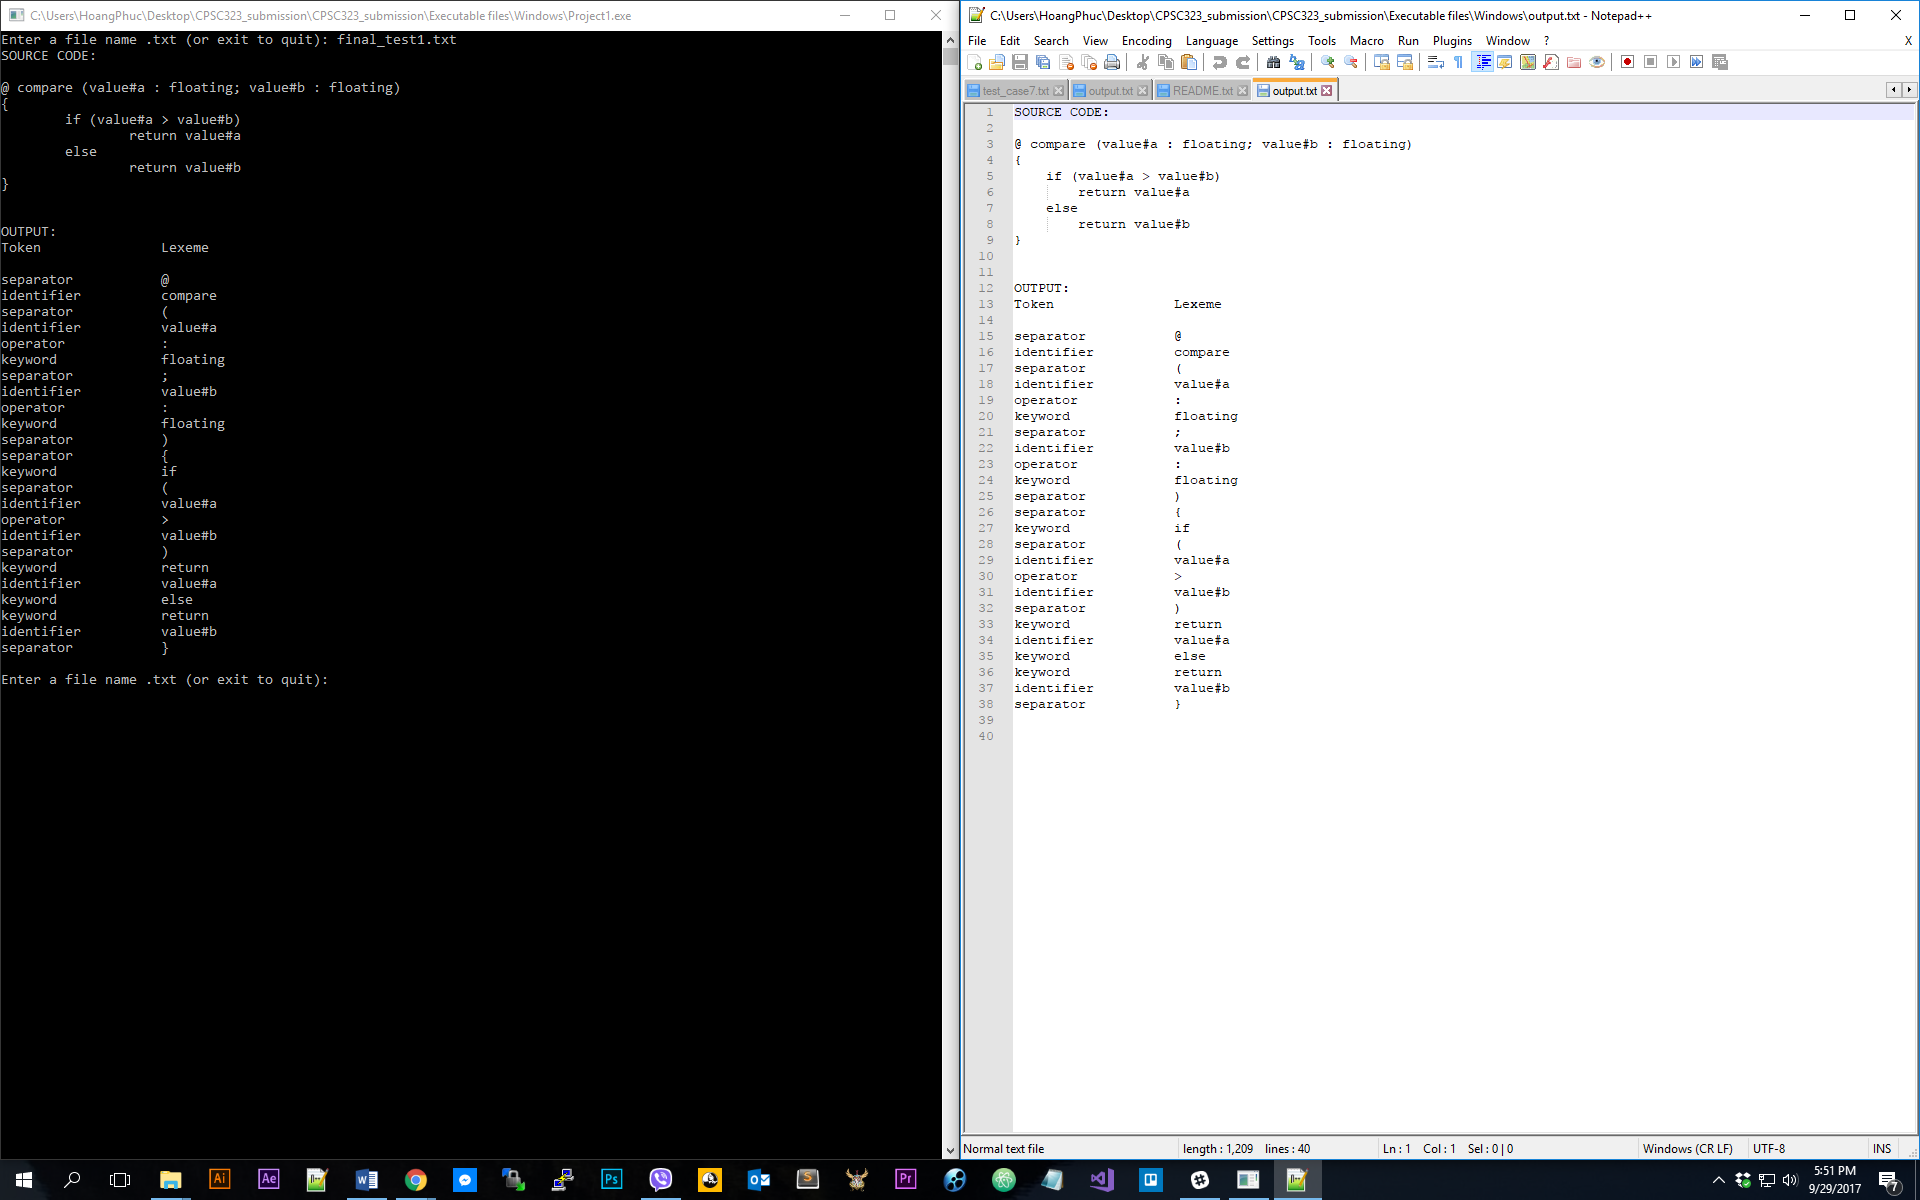 C:\Users\HoangPhuc\Desktop\CPSC323_submission\CPSC323_submission\Executable files\Windows\Project1.exe
Enter a file name .txt (or exit to quit): final_test1.txt
SOURCE CODE:
@ compare (value#a : floating; value#b : floating)
{
if (value#a > value#b)
return value#a
else
return value#b
}
OUTPUT:
Token Lexeme
separator @
identifier compare
separator (
identifier value#a
operator :
keyword floating
separator ;
identifier value#b
operator :
keyword floating
separator )
separator {
keyword if
separator (
identifier value#a
operator >
identifier value#b
separator )
keyword return
identifier value#a
keyword else
keyword return
identifier value#b
separator }
Enter a file name .txt (or exit to quit):
C:\Users\HoangPhuc\Desktop\CPSC323_submission\CPSC323_submission\Executable files\Windows\output.txt - Notepad++
File Edit Search View Encoding Language Settings Tools Macro Run Plugins Window ? X
test_case7.txt output.txt README.txt output.txt
1 SOURCE CODE:
2
3 @ compare (value#a : floating; value#b : floating)
4 {
5 if (value#a > value#b)
6 return value#a
7 else
8 return value#b
9 }
10
11
12 OUTPUT:
13 Token Lexeme
14
15 separator @
16 identifier compare
17 separator (
18 identifier value#a
19 operator :
20 keyword floating
21 separator ;
22 identifier value#b
23 operator :
24 keyword floating
25 separator )
26 separator {
27 keyword if
28 separator (
29 identifier value#a
30 operator >
31 identifier value#b
32 separator )
33 keyword return
34 identifier value#a
35 keyword else
36 keyword return
37 identifier value#b
38 separator }
39
40
Normal text file length : 1,209 lines : 40 Ln : 1 Col : 1 Sel : 0 | 0 Windows (CR LF) UTF-8 INS
Ai Ae Ps Pr
5:51 PM
9/29/2017
7